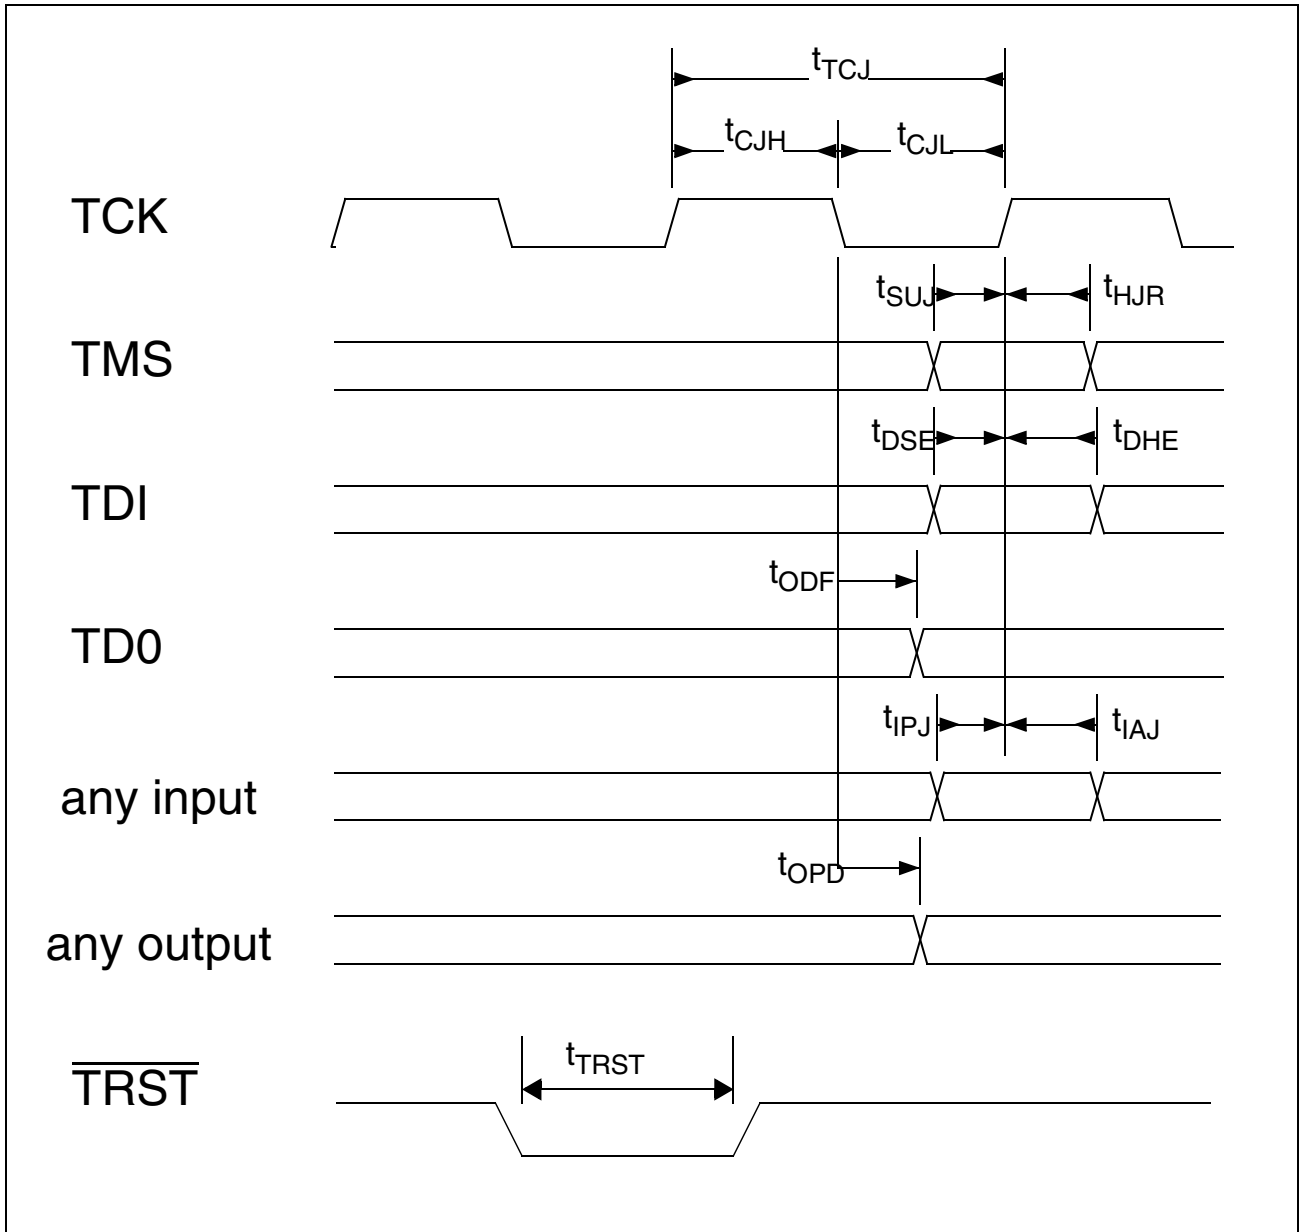 tTCJ
tCJH tCJL
TCK
tSUJ tHJR
TMS
tDSE tDHE
TDI
tODF
TD0
tIPJ tIAJ
any input
tOPD
any output
tTRST
TRST